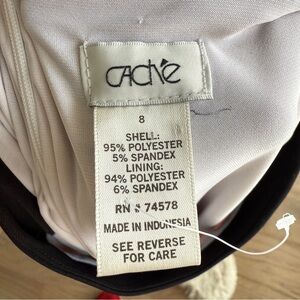 CACHÉ
8
SHELL:
95% POLYESTER
5% SPANDEX
LINING:
94% POLYESTER
6% SPANDEX
RN # 74578
MADE IN INDONESIA
SEE REVERSE
FOR CARE